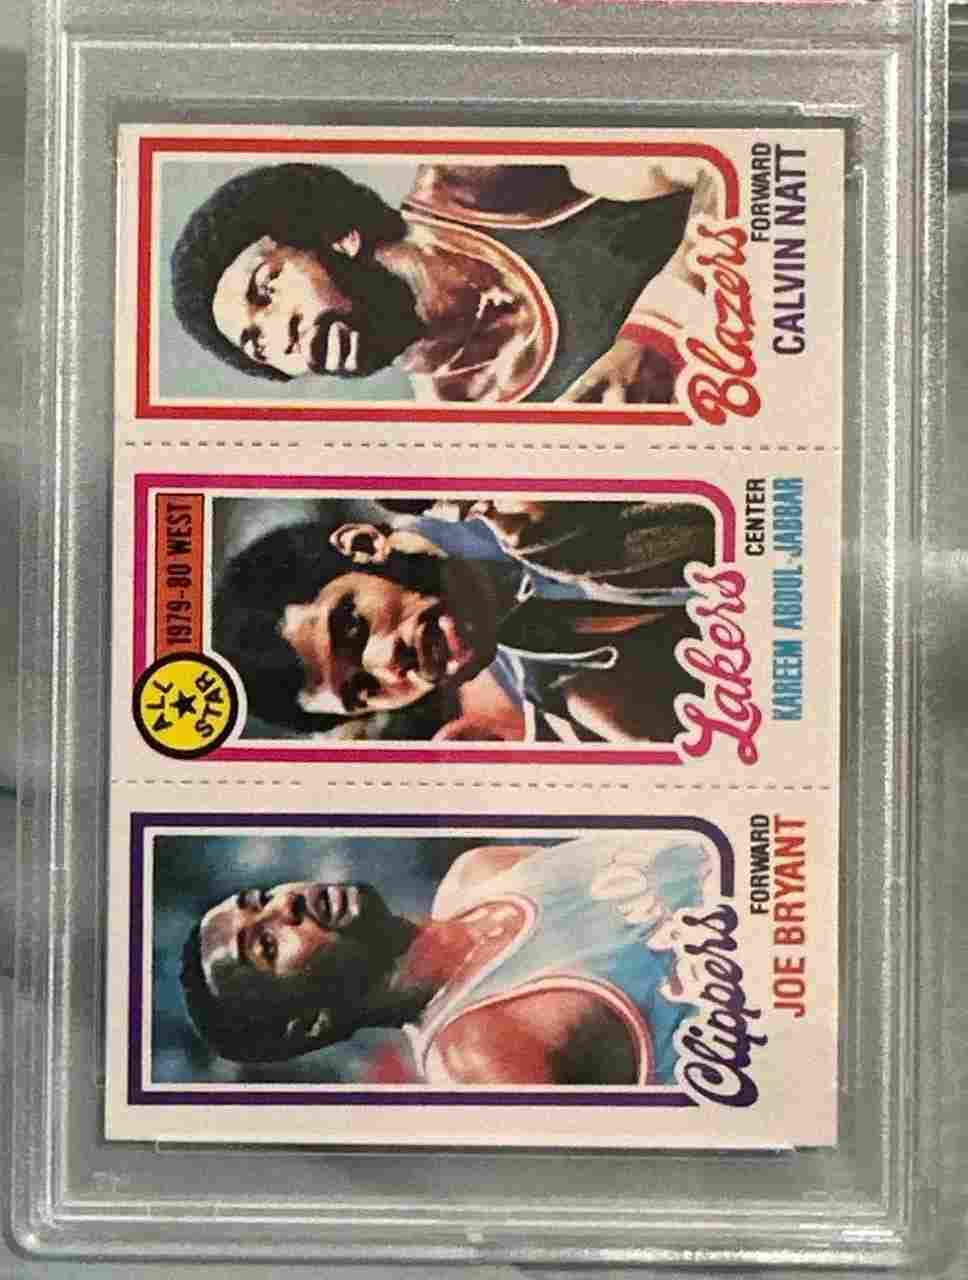 Clippers
FORWARD
JOE BRYANT
ALL STAR
1979-80 WEST
Lakers
CENTER
KAREEM ABDUL-JABBAR
Blazers
FORWARD
CALVIN NATT